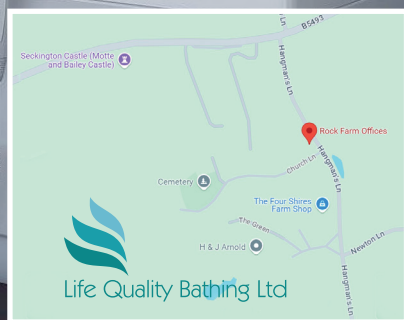 B5493
Hangman's Ln
Seckington Castle (Motte
and Bailey Castle)
Rock Farm Offices
Hangman's Ln
Church Ln
Cemetery
The Four Shires
Farm Shop
The Green
H & J Arnold
Newton Ln
Hangman's Ln
Life Quality Bathing Ltd